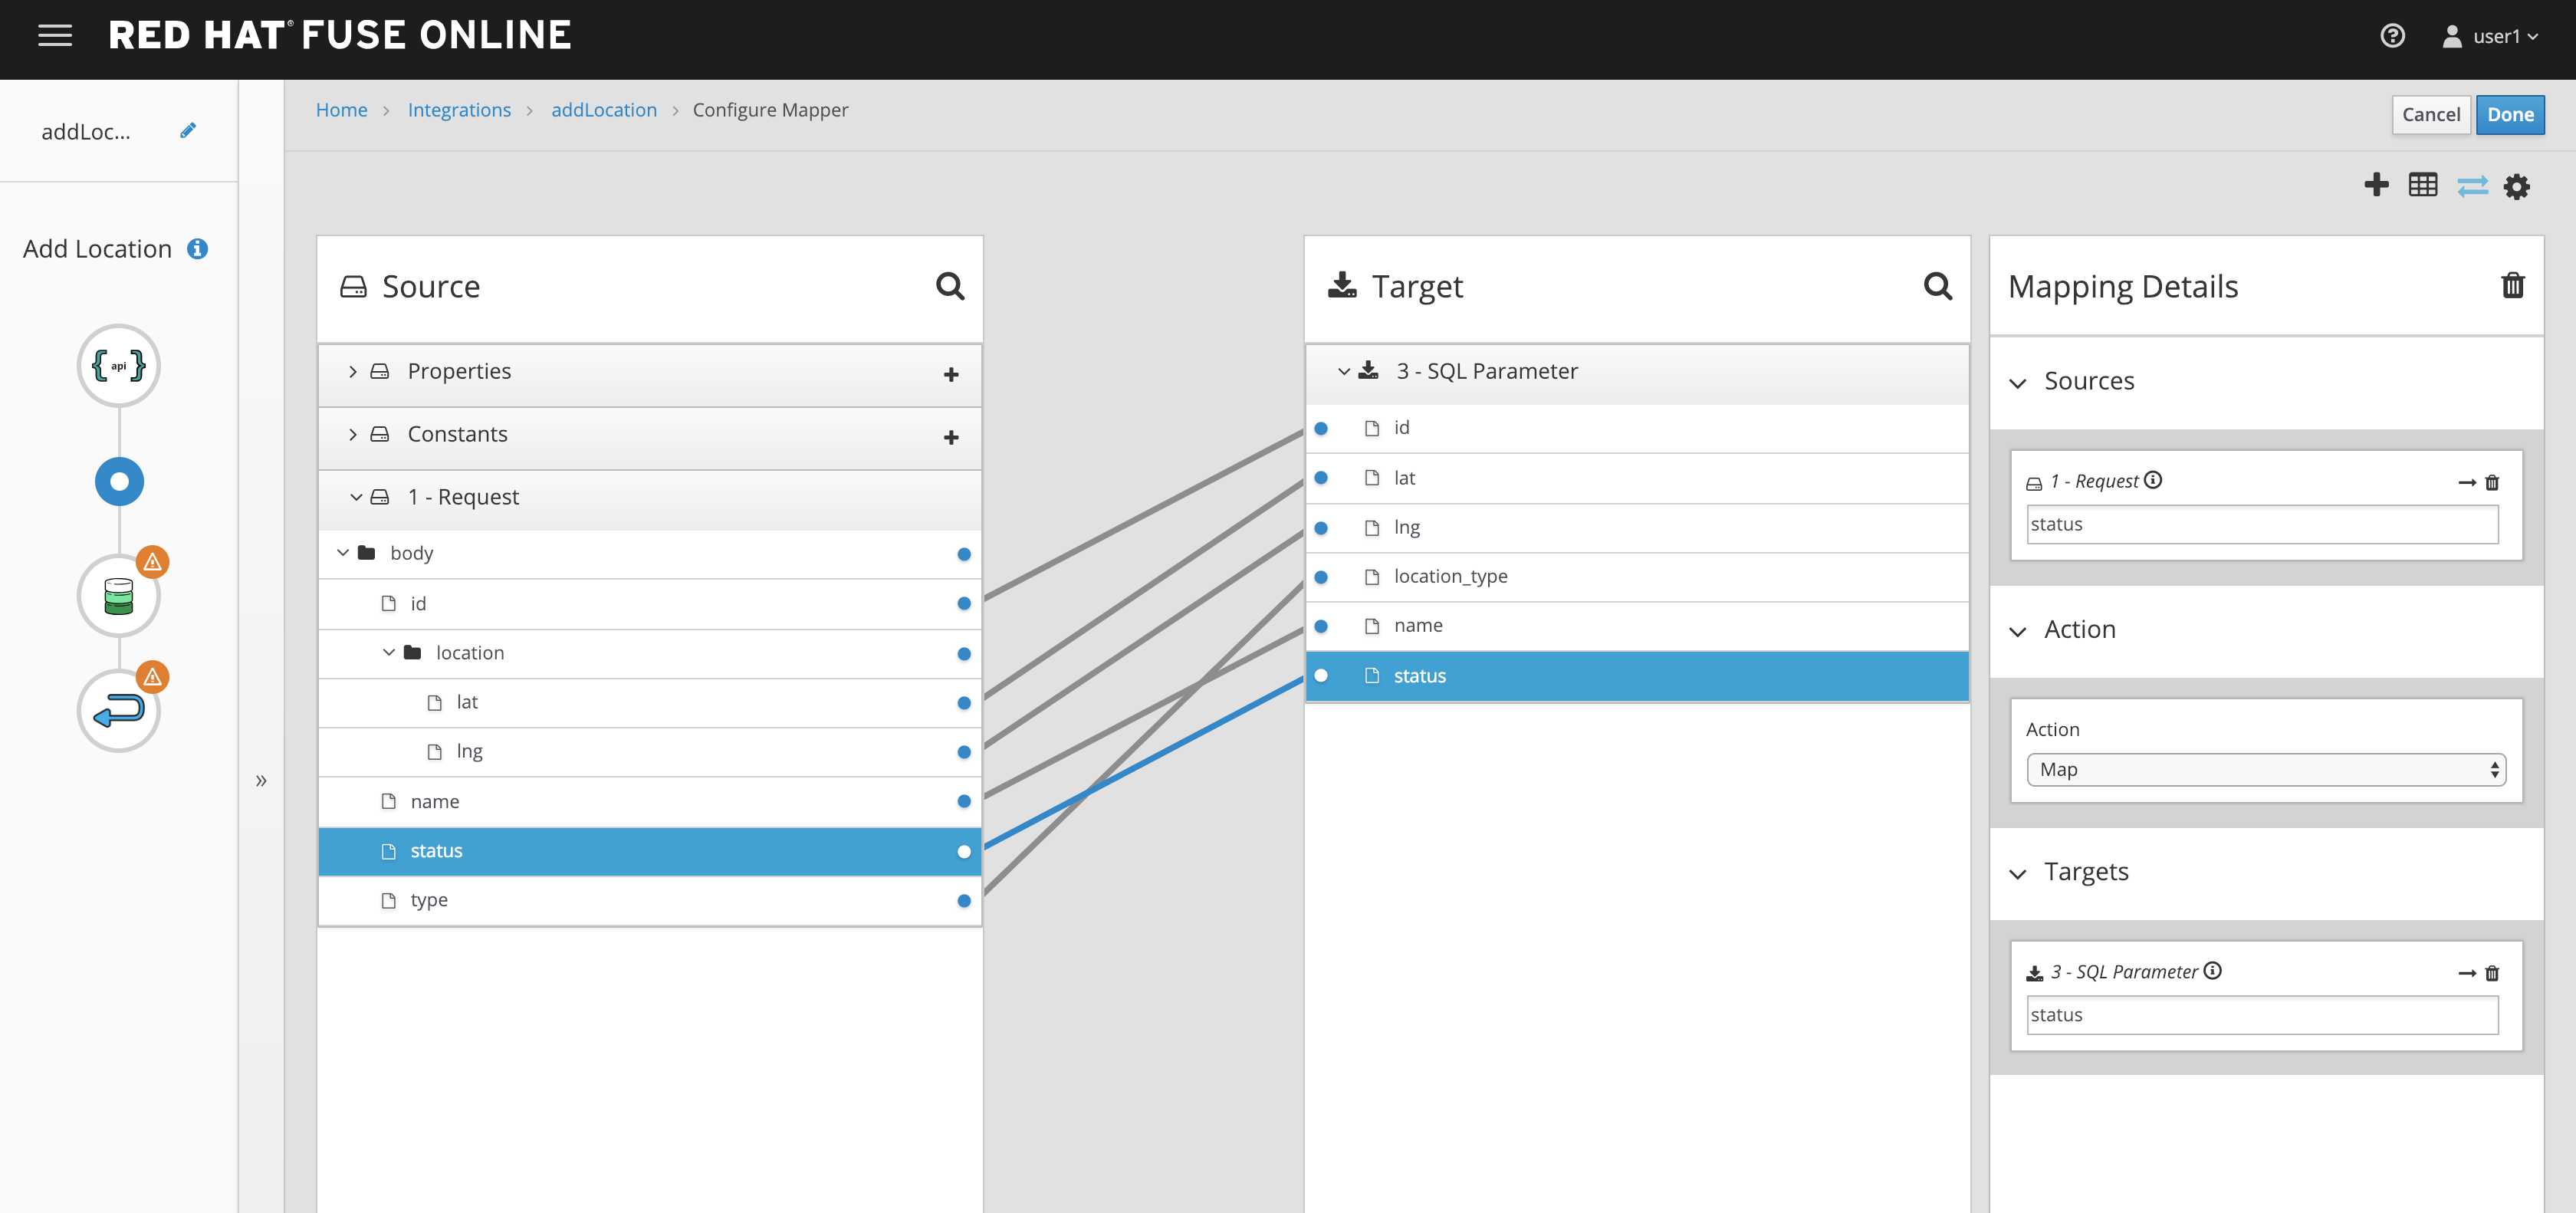 RED HAT® FUSE ONLINE
user1
addLoc...
Home
Integrations
addLocation
Configure Mapper
Cancel
Done
Add Location
{api}
Source
Properties
Constants
1 - Request
body
id
location
lat
lng
name
status
type
Target
3 - SQL Parameter
id
lat
lng
location_type
name
status
Mapping Details
Sources
1 - Request
status
Action
Action
Map
Targets
3 - SQL Parameter
status